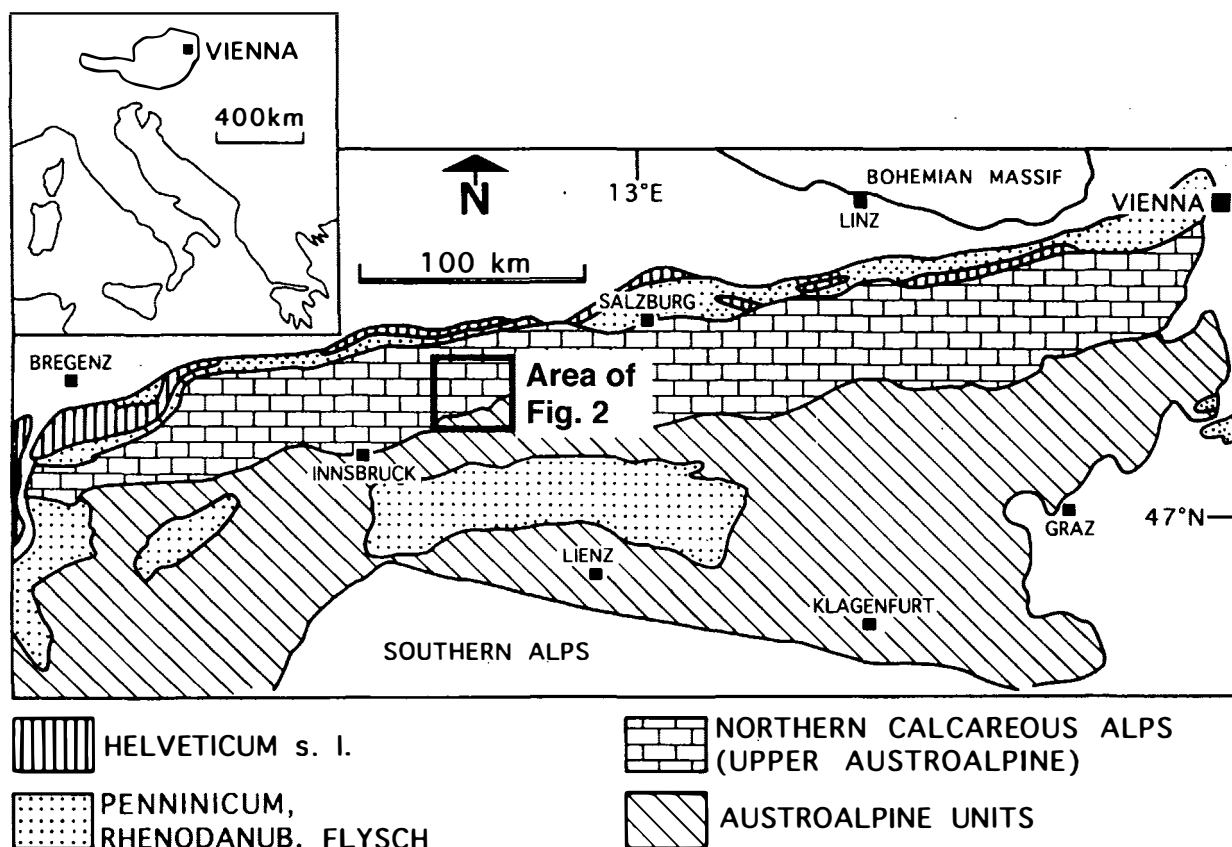 VIENNA
400km
N
13°E
BOHEMIAN MASSIF
LINZ
VIENNA
100 km
SALZBURG
BREGENZ
Area of
Fig. 2
INNSBRUCK
GRAZ
47°N
LIENZ
KLAGENFURT
SOUTHERN ALPS
HELVETICUM s. l.
NORTHERN CALCAREOUS ALPS
(UPPER AUSTROALPINE)
PENNINICUM,
RHENODANUB. FLYSCH
AUSTROALPINE UNITS